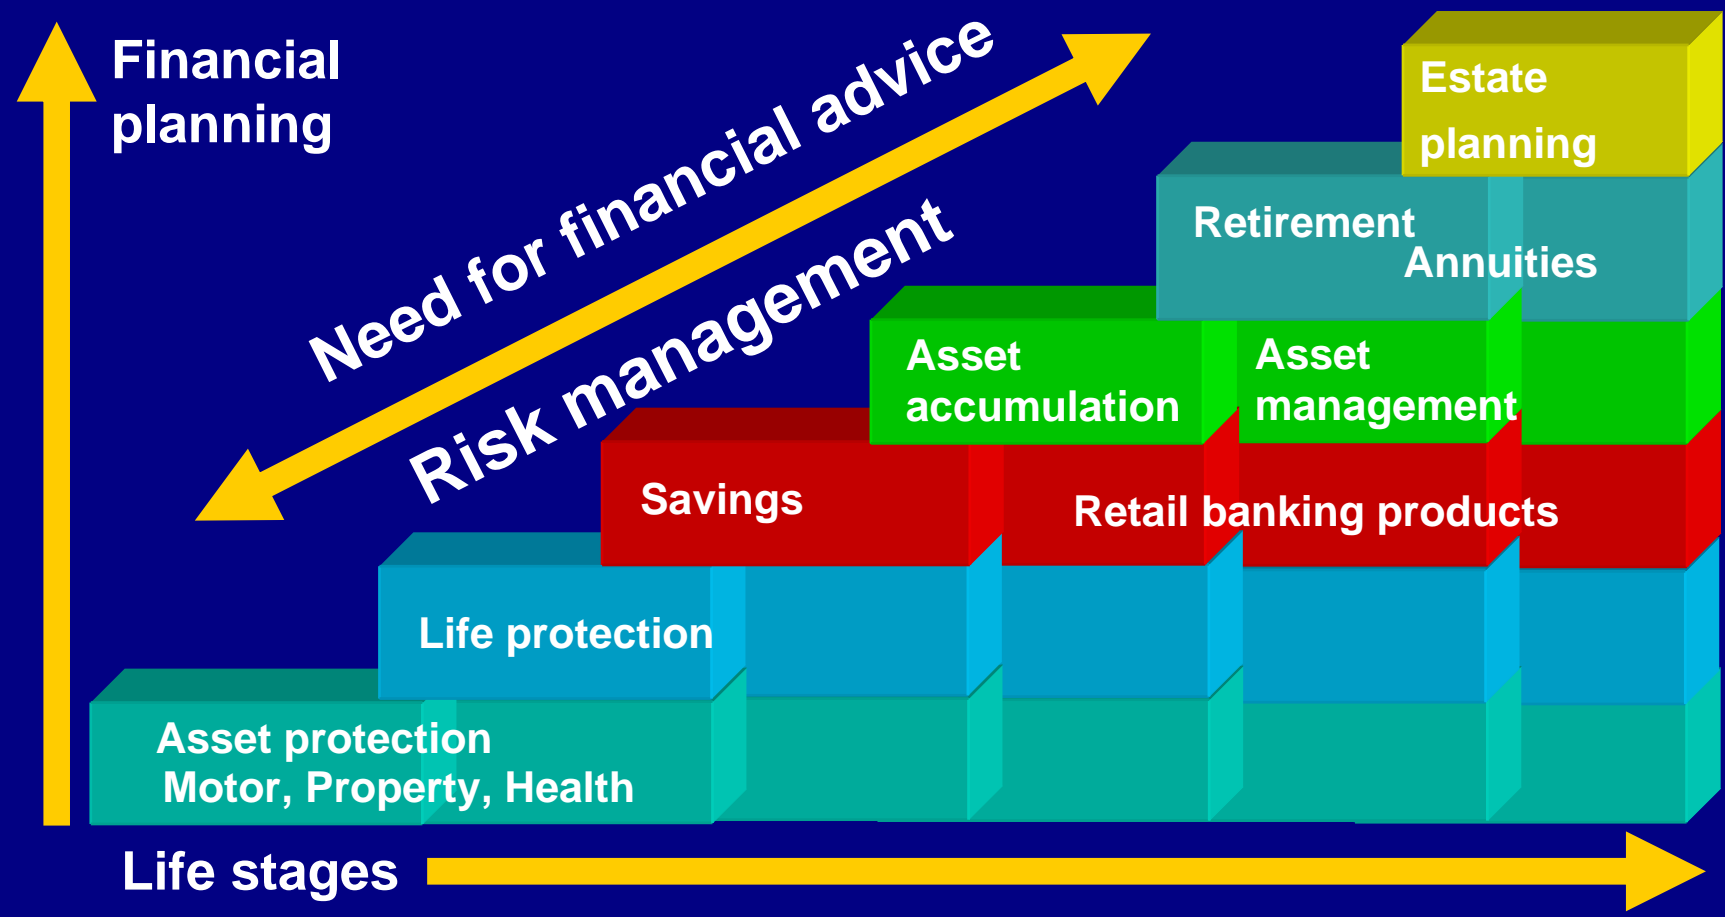 Financial
planning
Need for financial advice
Risk management
Estate
planning
Retirement
Annuities
Asset
accumulation
Asset
management
Savings
Retail banking products
Life protection
Asset protection
Motor, Property, Health
Life stages